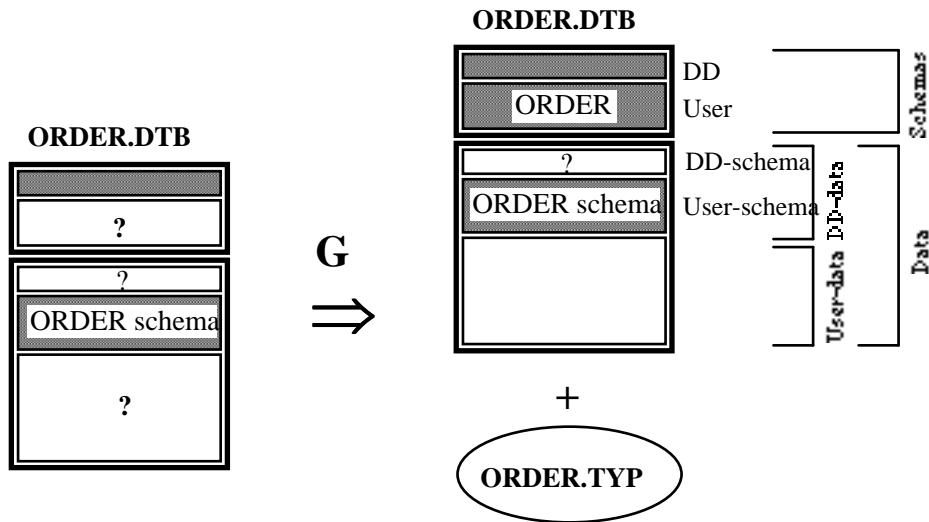 ORDER.DTB
DD
ORDER
User
Schemas
ORDER.DTB
?
DD-schema
?
ORDER schema
User-schema
DD-data
Data
G
?
ORDER schema
User-data
?
+
ORDER.TYP